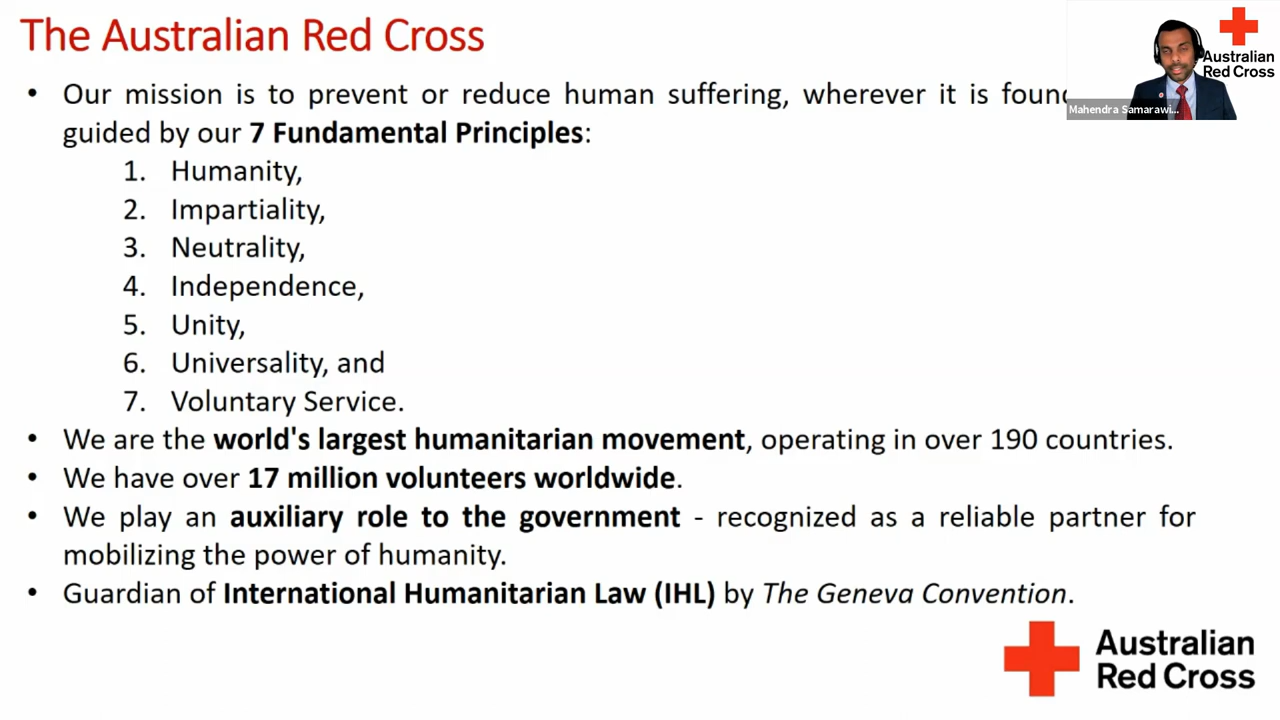 The Australian Red Cross
Australian
Red Cross
Mahendra Samarawi...
• Our mission is to prevent or reduce human suffering, wherever it is
guided by our 7 Fundamental Principles:
1. Humanity,
2. Impartiality,
3. Neutrality,
4. Independence,
5. Unity,
6. Universality, and
7. Voluntary Service.
• We are the world's largest humanitarian movement, operating in over 190 countries.
• We have over 17 million volunteers worldwide.
• We play an auxiliary role to the government - recognized as a reliable partner for
mobilizing the power of humanity.
• Guardian of International Humanitarian Law (IHL) by The Geneva Convention.
Australian
Red Cross